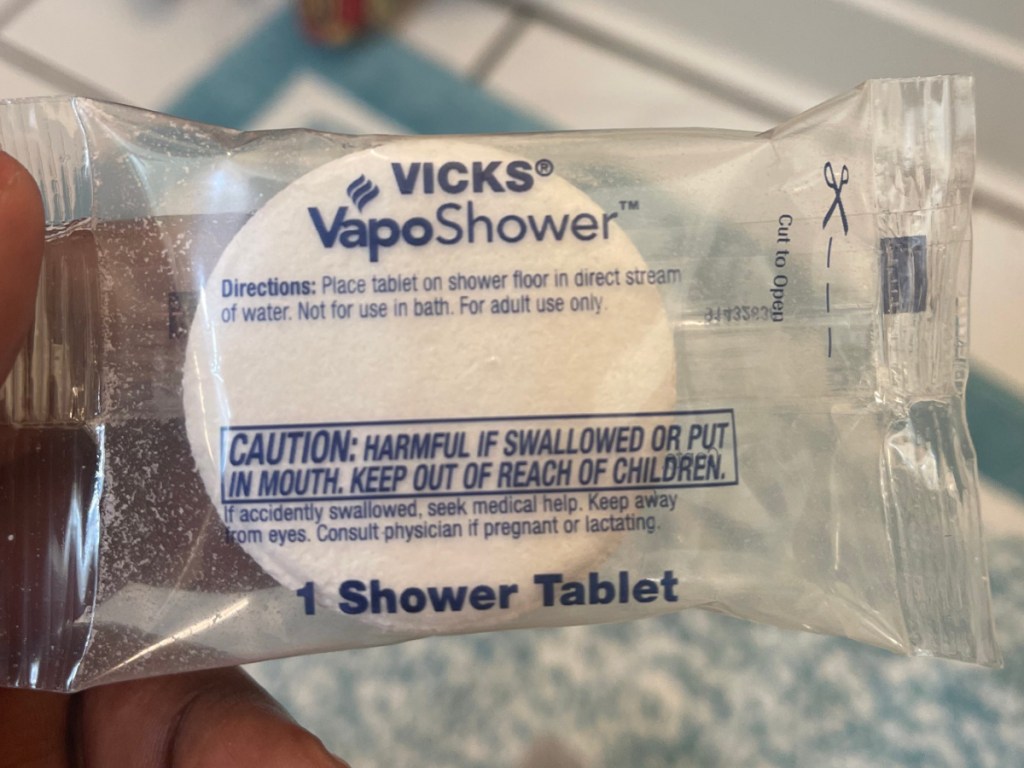 VICKS®
VapoShower™
Directions: Place tablet on shower floor in direct stream
of water. Not for use in bath. For adult use only.
CAUTION: HARMFUL IF SWALLOWED OR PUT
IN MOUTH. KEEP OUT OF REACH OF CHILDREN.
If accidently swallowed, seek medical help. Keep away
from eyes. Consult physician if pregnant or lactating.
1 Shower Tablet
Cut to Open